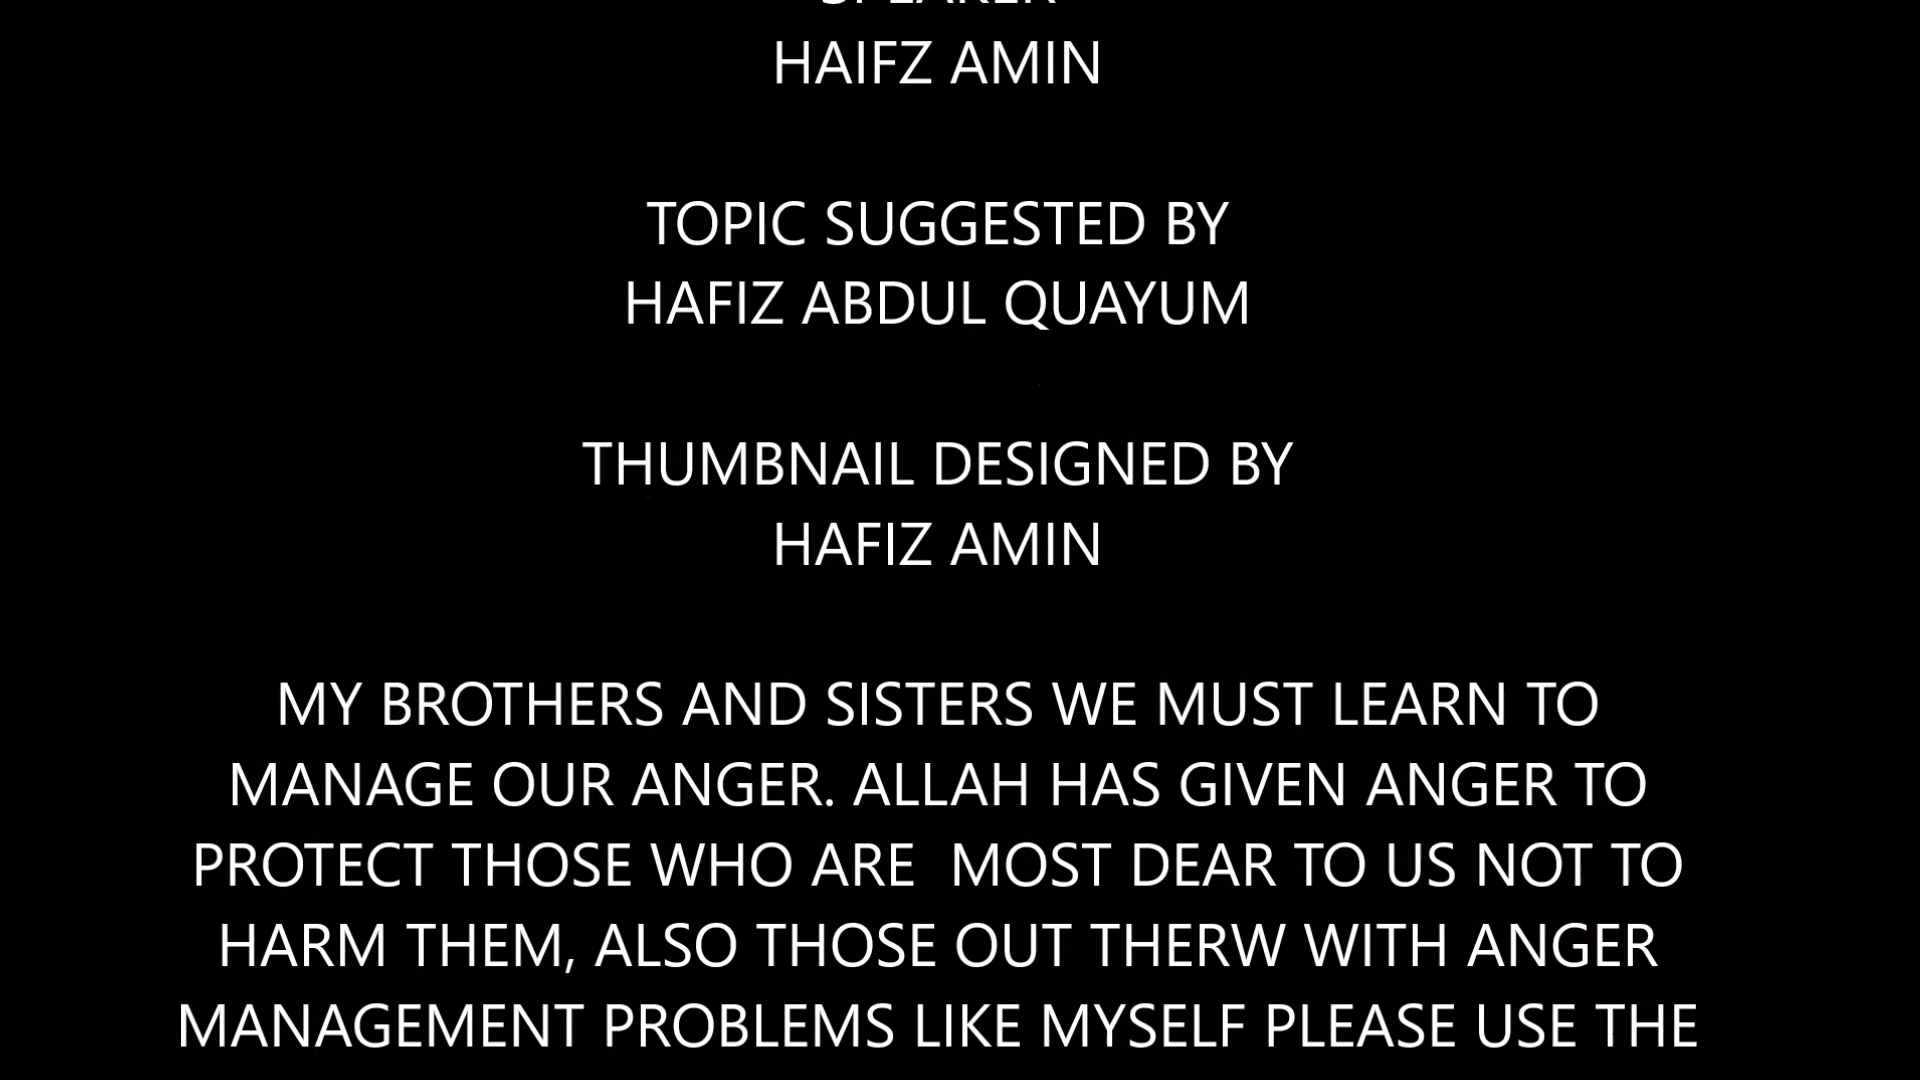 SPEAKER
HAIFZ AMIN
TOPIC SUGGESTED BY
HAFIZ ABDUL QUAYUM
THUMBNAIL DESIGNED BY
HAFIZ AMIN
MY BROTHERS AND SISTERS WE MUST LEARN TO
MANAGE OUR ANGER. ALLAH HAS GIVEN ANGER TO
PROTECT THOSE WHO ARE  MOST DEAR TO US NOT TO
HARM THEM, ALSO THOSE OUT THERW WITH ANGER
MANAGEMENT PROBLEMS LIKE MYSELF PLEASE USE THE